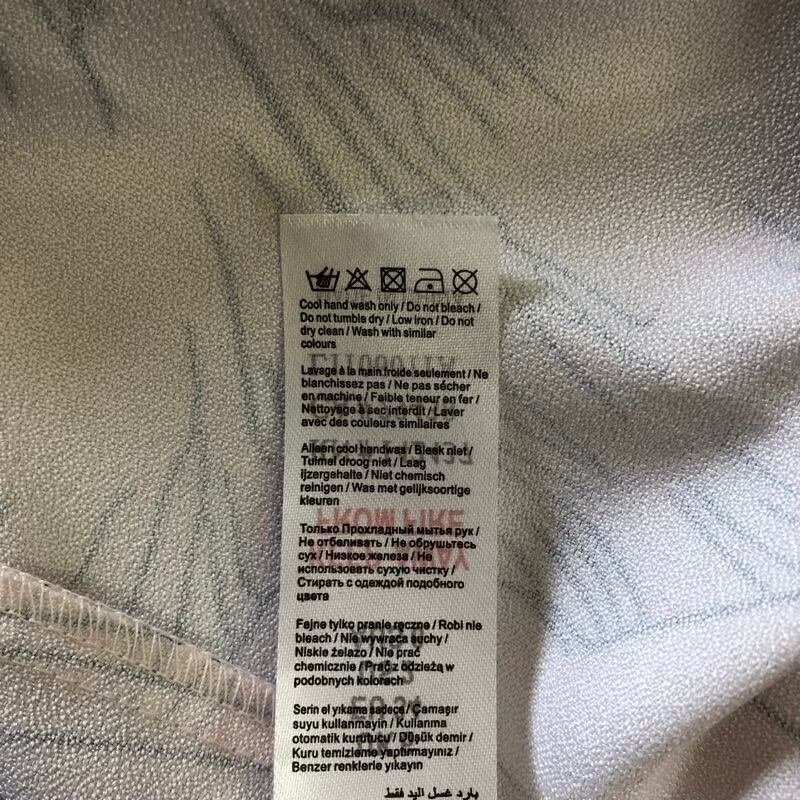 Cool hand wash only / Do not bleach /
Do not tumble dry / Low iron / Do not
dry clean / Wash with similar
colours
Lavage à la main froide seulement / Ne
blanchissez pas / Ne pas sécher
en machine / Faible teneur en fer /
Nettoyage à sec interdit / Laver
avec des couleurs similaires
Alleen cool handwas / Bleek niet /
Tuimel droog niet / Laag
ijzergehalte / Niet chemisch
reinigen / Was met gelijksoortige
kleuren
Только Прохладный мытья рук /
Не отбеливать / Не обрушьтесь
сух / Низкое железа / Не
использовать сухую чистку /
Стирать с одеждой подобного
цвета
Fajne tylko pranie ręczne / Robi nie
bleach / Nie wywraca suchy /
Niskie żelazo / Nie prać
chemicznie / Prać z odzieżą w
podobnych kolorach
Serin el yıkama sadece / Çamaşır
suyu kullanmayin / Kullanma
otomatik kurutucu / Düşük demir /
Kuru temizleme yaptırmayınız /
Benzer renklerle yıkayin
بارد غسل اليد فقط